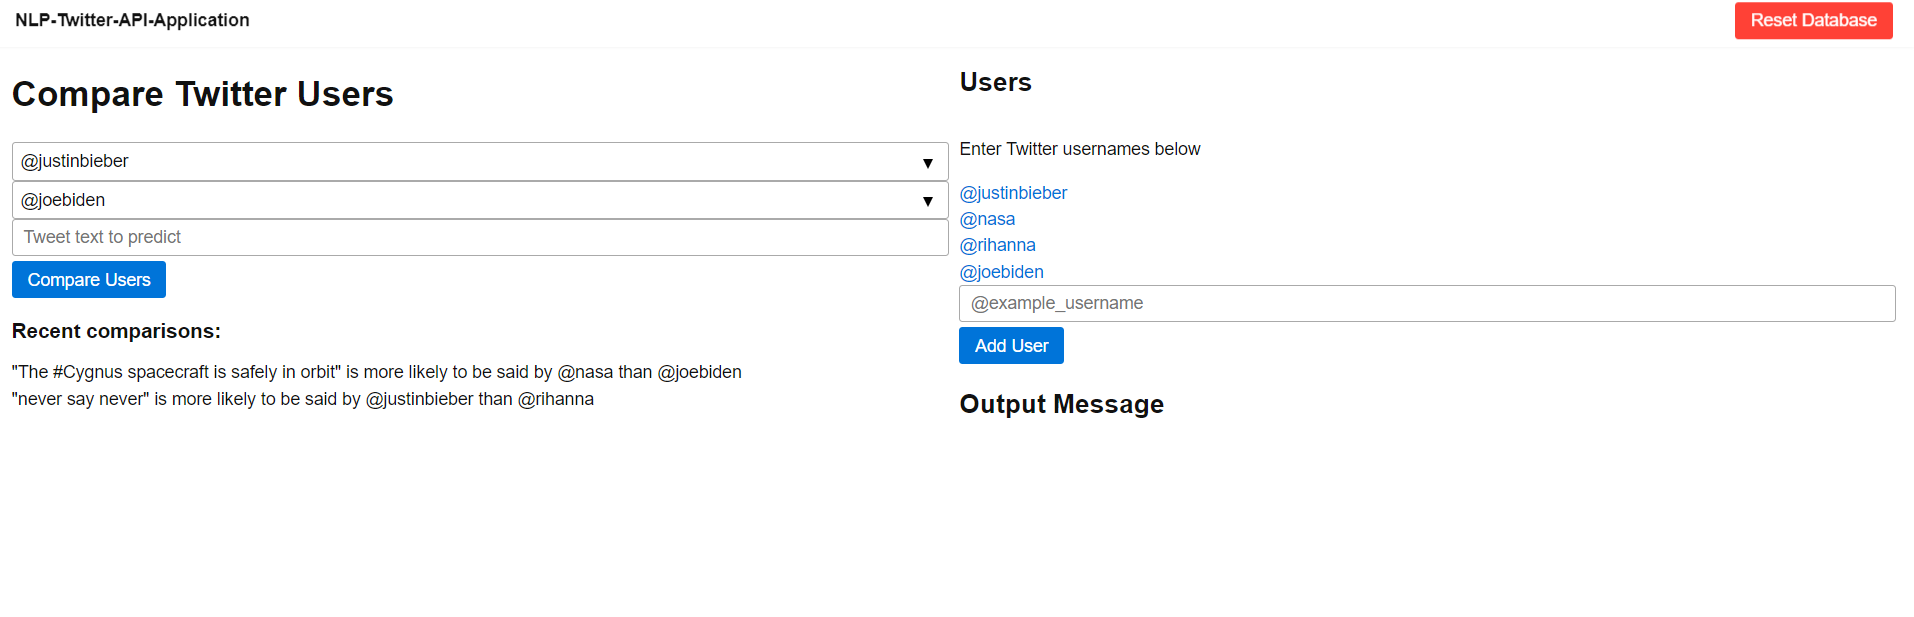 NLP-Twitter-API-Application
Reset Database
Compare Twitter Users
@justinbieber
@joebiden
Tweet text to predict
Compare Users
Recent comparisons:
"The #Cygnus spacecraft is safely in orbit" is more likely to be said by @nasa than @joebiden
"never say never" is more likely to be said by @justinbieber than @rihanna
Users
Enter Twitter usernames below
@justinbieber
@nasa
@rihanna
@joebiden
@example_username
Add User
Output Message